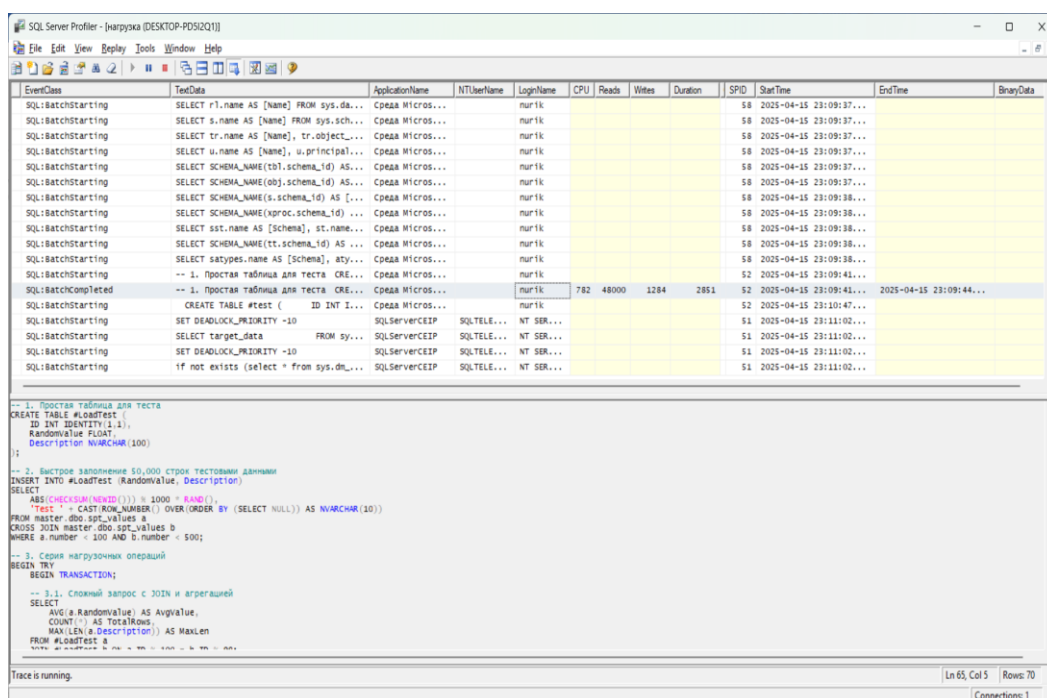 SQL Server Profiler - [нагрузка (DESKTOP-PD5I2Q1)]
File Edit View Replay Tools Window Help
EventClass TextData ApplicationName NTUserName LoginName CPU Reads Writes Duration SPID StartTime EndTime BinaryData
SQL:BatchStarting SELECT rl.name AS [Name] FROM sys.da... Среда Micros... nurik 58 2025-04-15 23:09:37...
SQL:BatchStarting SELECT s.name AS [Name] FROM sys.sch... Среда Micros... nurik 58 2025-04-15 23:09:37...
SQL:BatchStarting SELECT tr.name AS [Name], tr.object_... Среда Micros... nurik 58 2025-04-15 23:09:37...
SQL:BatchStarting SELECT u.name AS [Name], u.principal... Среда Micros... nurik 58 2025-04-15 23:09:37...
SQL:BatchStarting SELECT SCHEMA_NAME(tbl.schema_id) AS... Среда Micros... nurik 58 2025-04-15 23:09:37...
SQL:BatchStarting SELECT SCHEMA_NAME(obj.schema_id) AS... Среда Micros... nurik 58 2025-04-15 23:09:37...
SQL:BatchStarting SELECT SCHEMA_NAME(s.schema_id) AS [... Среда Micros... nurik 58 2025-04-15 23:09:38...
SQL:BatchStarting SELECT SCHEMA_NAME(xproc.schema_id) ... Среда Micros... nurik 58 2025-04-15 23:09:38...
SQL:BatchStarting SELECT sst.name AS [Schema], st.name... Среда Micros... nurik 58 2025-04-15 23:09:38...
SQL:BatchStarting SELECT SCHEMA_NAME(tt.schema_id) AS ... Среда Micros... nurik 58 2025-04-15 23:09:38...
SQL:BatchStarting SELECT satypes.name AS [Schema], aty... Среда Micros... nurik 58 2025-04-15 23:09:38...
SQL:BatchStarting -- 1. Простая таблица для теста CRE... Среда Micros... nurik 52 2025-04-15 23:09:41...
SQL:BatchCompleted -- 1. Простая таблица для теста CRE... Среда Micros... nurik 782 48000 1284 2851 52 2025-04-15 23:09:41... 2025-04-15 23:09:44...
SQL:BatchStarting CREATE TABLE #test ( ID INT I... Среда Micros... nurik 52 2025-04-15 23:10:47...
SQL:BatchStarting SET DEADLOCK_PRIORITY -10 SQLServerCEIP SQLTELE... NT SER... 51 2025-04-15 23:11:02...
SQL:BatchStarting SELECT target_data FROM sy... SQLServerCEIP SQLTELE... NT SER... 51 2025-04-15 23:11:02...
SQL:BatchStarting SET DEADLOCK_PRIORITY -10 SQLServerCEIP SQLTELE... NT SER... 51 2025-04-15 23:11:02...
SQL:BatchStarting if not exists (select * from sys.dm_... SQLServerCEIP SQLTELE... NT SER... 51 2025-04-15 23:11:02...
-- 1. Простая таблица для теста
CREATE TABLE #LoadTest (
ID INT IDENTITY(1,1),
RandomValue FLOAT,
Description NVARCHAR(100)
);
-- 2. Быстрое заполнение 50,000 строк тестовыми данными
INSERT INTO #LoadTest (RandomValue, Description)
SELECT
ABS(CHECKSUM(NEWID())) % 1000 * RAND(),
'Test ' + CAST(ROW_NUMBER() OVER(ORDER BY (SELECT NULL)) AS NVARCHAR(10))
FROM master.dbo.spt_values a
CROSS JOIN master.dbo.spt_values b
WHERE a.number < 100 AND b.number < 500;
-- 3. Серия нагрузочных операций
BEGIN TRY
BEGIN TRANSACTION;
-- 3.1. Сложный запрос с JOIN и агрегацией
SELECT
AVG(a.RandomValue) AS AvgValue,
COUNT(*) AS TotalRows,
MAX(LEN(a.Description)) AS MaxLen
FROM #LoadTest a
Trace is running. Ln 65, Col 5 Rows: 70
Connections: 1